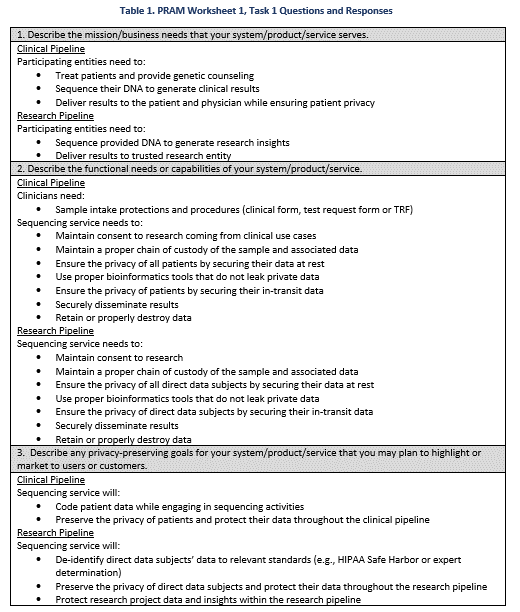 Table 1. PRAM Worksheet 1, Task 1 Questions and Responses
1. Describe the mission/business needs that your system/product/service serves.
Clinical Pipeline
Participating entities need to:
• Treat patients and provide genetic counseling
• Sequence their DNA to generate clinical results
• Deliver results to the patient and physician while ensuring patient privacy
Research Pipeline
Participating entities need to:
• Sequence provided DNA to generate research insights
• Deliver results to trusted research entity
2. Describe the functional needs or capabilities of your system/product/service.
Clinical Pipeline
Clinicians need:
• Sample intake protections and procedures (clinical form, test request form or TRF)
Sequencing service needs to:
• Maintain consent to research coming from clinical use cases
• Maintain a proper chain of custody of the sample and associated data
• Ensure the privacy of all patients by securing their data at rest
• Use proper bioinformatics tools that do not leak private data
• Ensure the privacy of patients by securing their in-transit data
• Securely disseminate results
• Retain or properly destroy data
Research Pipeline
Sequencing service needs to:
• Maintain consent to research
• Maintain a proper chain of custody of the sample and associated data
• Ensure the privacy of all direct data subjects by securing their data at rest
• Use proper bioinformatics tools that do not leak private data
• Ensure the privacy of direct data subjects by securing their in-transit data
• Securely disseminate results
• Retain or properly destroy data
3. Describe any privacy-preserving goals for your system/product/service that you may plan to highlight or
market to users or customers.
Clinical Pipeline
Sequencing service will:
• Code patient data while engaging in sequencing activities
• Preserve the privacy of patients and protect their data throughout the clinical pipeline
Research Pipeline
Sequencing service will:
• De-identify direct data subjects' data to relevant standards (e.g., HIPAA Safe Harbor or expert
determination)
• Preserve the privacy of direct data subjects and protect their data throughout the research pipeline
• Protect research project data and insights within the research pipeline